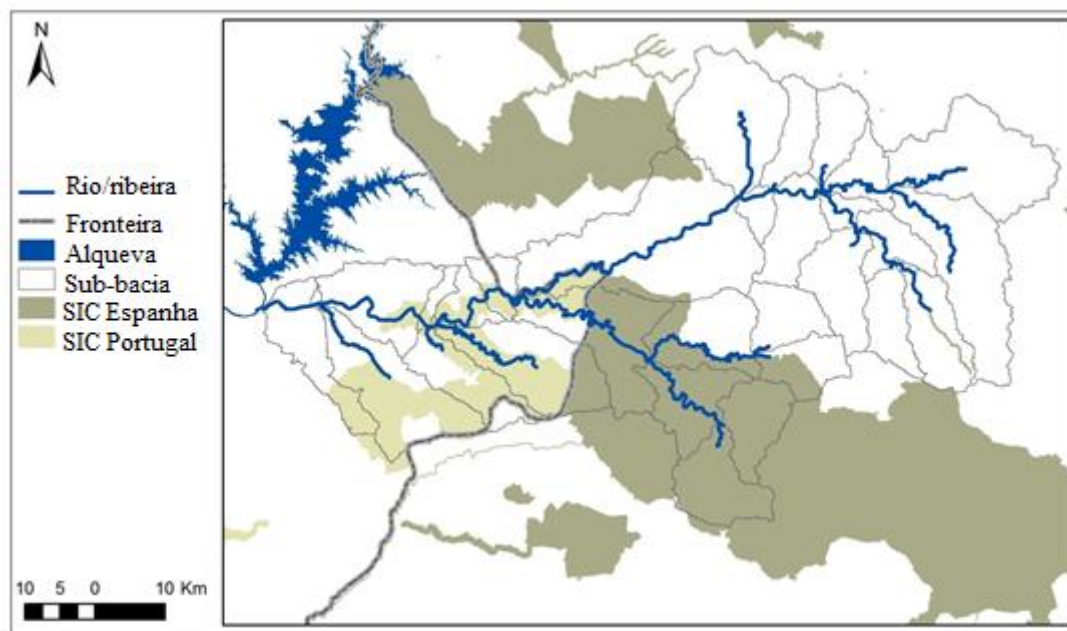 N
Rio/ribeira
Fronteira
Alqueva
Sub-bacia
SIC Espanha
SIC Portugal
10 5 0 10 Km